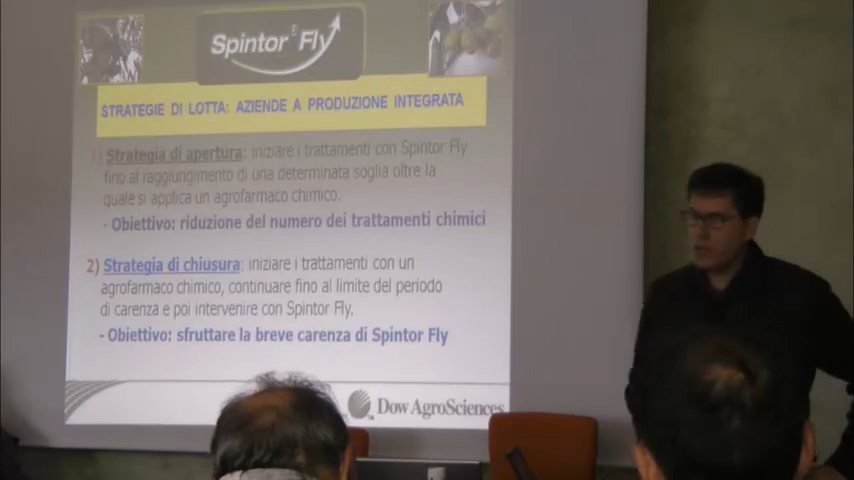 Spintor® Fly
STRATEGIE DI LOTTA: AZIENDE A PRODUZIONE INTEGRATA
1) Strategia di apertura: iniziare i trattamenti con Spintor Fly
fino al raggiungimento di una determinata soglia oltre la
quale si applica un agrofarmaco chimico.
- Obiettivo: riduzione del numero dei trattamenti chimici
2) Strategia di chiusura: iniziare i trattamenti con un
agrofarmaco chimico, continuare fino al limite del periodo
di carenza e poi intervenire con Spintor Fly,
- Obiettivo: sfruttare la breve carenza di Spintor Fly
Dow AgroSciences